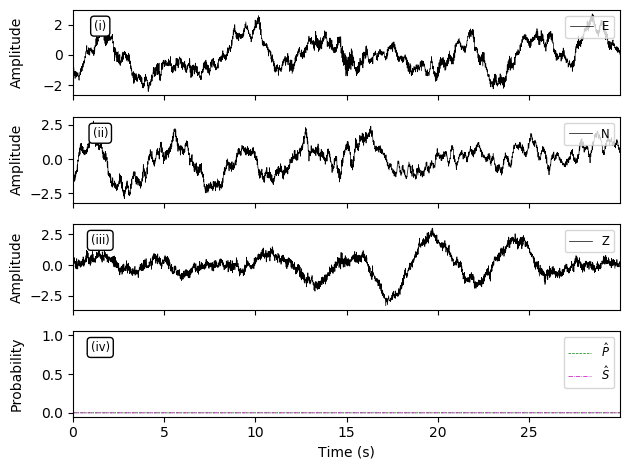 Amplitude
2
0
−2
(i)
E
Amplitude
2.5
0.0
−2.5
(ii)
N
Amplitude
2.5
0.0
−2.5
(iii)
Z
Probability
1.0
0.5
0.0
(iv)
P̂
Ŝ
0 5 10 15 20 25
Time (s)